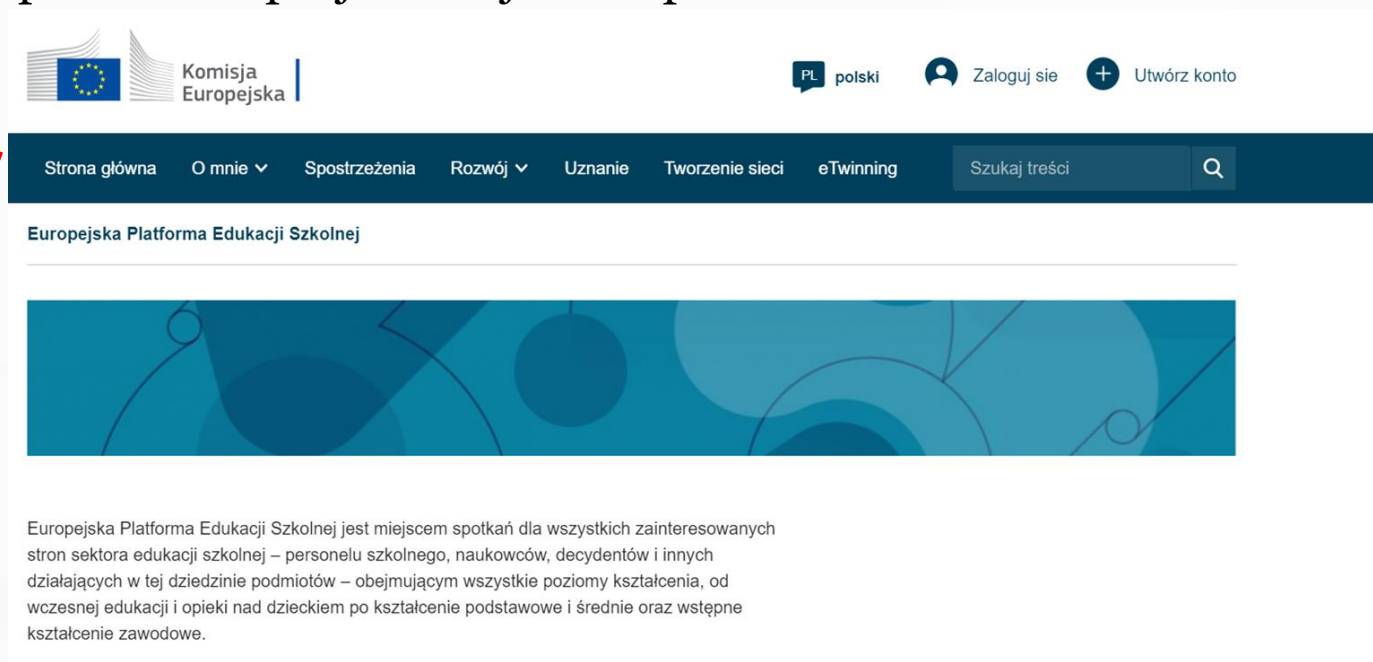 Komisja
Europejska
PL polski Zaloguj sie Utwórz konto
Strona główna O mnie Spostrzeżenia Rozwój Uznanie Tworzenie sieci eTwinning Szukaj treści
Europejska Platforma Edukacji Szkolnej
Europejska Platforma Edukacji Szkolnej jest miejscem spotkań dla wszystkich zainteresowanych
stron sektora edukacji szkolnej – personelu szkolnego, naukowców, decydentów i innych
działających w tej dziedzinie podmiotów – obejmującym wszystkie poziomy kształcenia, od
wczesnej edukacji i opieki nad dzieckiem po kształcenie podstawowe i średnie oraz wstępne
kształcenie zawodowe.